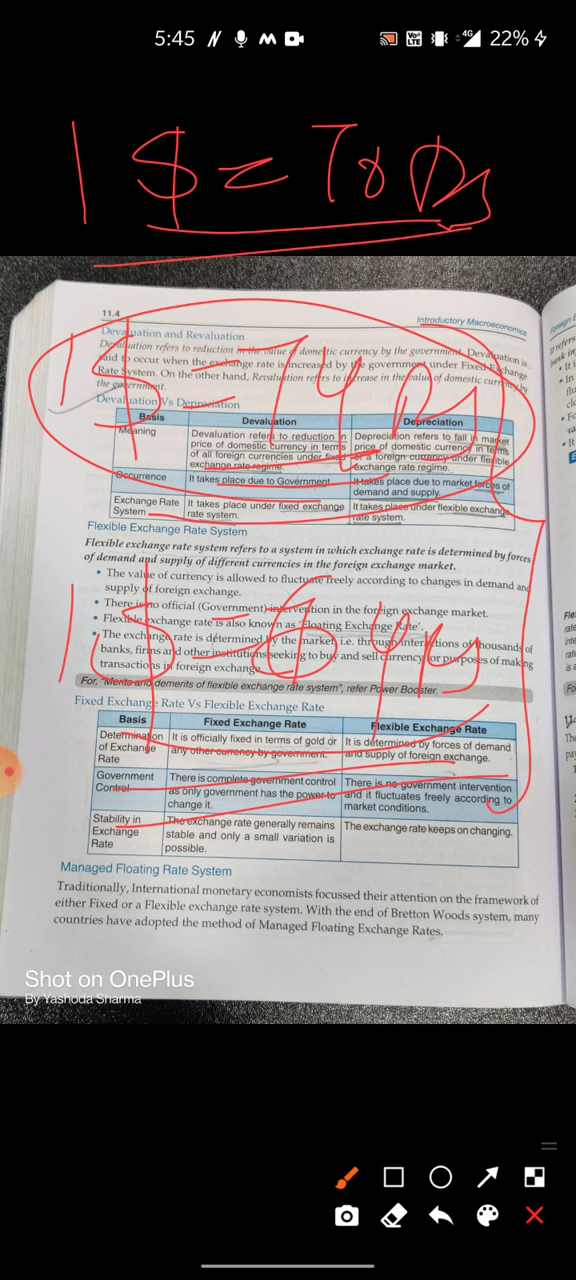 5:45
Vo) LTE 4G 22%
1 $ = 70 Rs
11.4
Introductory Macroeconomics
Devaluation and Revaluation
Devaluation refers to reduction in the value of domestic currency by the government. Devaluation is
said to occur when the exchange rate is increased by the government under Fixed Exchange
Rate System. On the other hand, Revaluation refers to increase in the value of domestic currency by
the government.
1 $ = 74 Rs
Devaluation Vs Depreciation
Basis Devaluation Depreciation
Meaning Devaluation refers to reduction in price of domestic currency in terms of all foreign currencies under fixed exchange rate regime. Depreciation refers to fall in market price of domestic currency in terms of a foreign currency under flexible exchange rate regime.
Occurrence It takes place due to Government. It takes place due to market forces of demand and supply.
Exchange Rate System It takes place under fixed exchange rate system. It takes place under flexible exchange rate system.
Flexible Exchange Rate System
Flexible exchange rate system refers to a system in which exchange rate is determined by forces
of demand and supply of different currencies in the foreign exchange market.
• The value of currency is allowed to fluctuate freely according to changes in demand and
supply of foreign exchange.
• There is no official (Government) intervention in the foreign exchange market.
• Flexible exchange rate is also known as 'Floating Exchange Rate'.
• The exchange rate is determined by the market, i.e. through interactions of thousands of
banks, firms and other institutions seeking to buy and sell currency for purposes of making
transactions in foreign exchange.
1 $ = 64 Rs
For, "Merits and demerits of flexible exchange rate system", refer Power Booster.
Fixed Exchange Rate Vs Flexible Exchange Rate
Basis Fixed Exchange Rate Flexible Exchange Rate
Determination of Exchange Rate It is officially fixed in terms of gold or any other currency by government. It is determined by forces of demand and supply of foreign exchange.
Government Control There is complete government control as only government has the power to change it. There is no government intervention and it fluctuates freely according to market conditions.
Stability in Exchange Rate The exchange rate generally remains stable and only a small variation is possible. The exchange rate keeps on changing.
Managed Floating Rate System
Traditionally, International monetary economists focussed their attention on the framework of
either Fixed or a Flexible exchange rate system. With the end of Bretton Woods system, many
countries have adopted the method of Managed Floating Exchange Rates.
Shot on OnePlus
By Yashoda Sharma